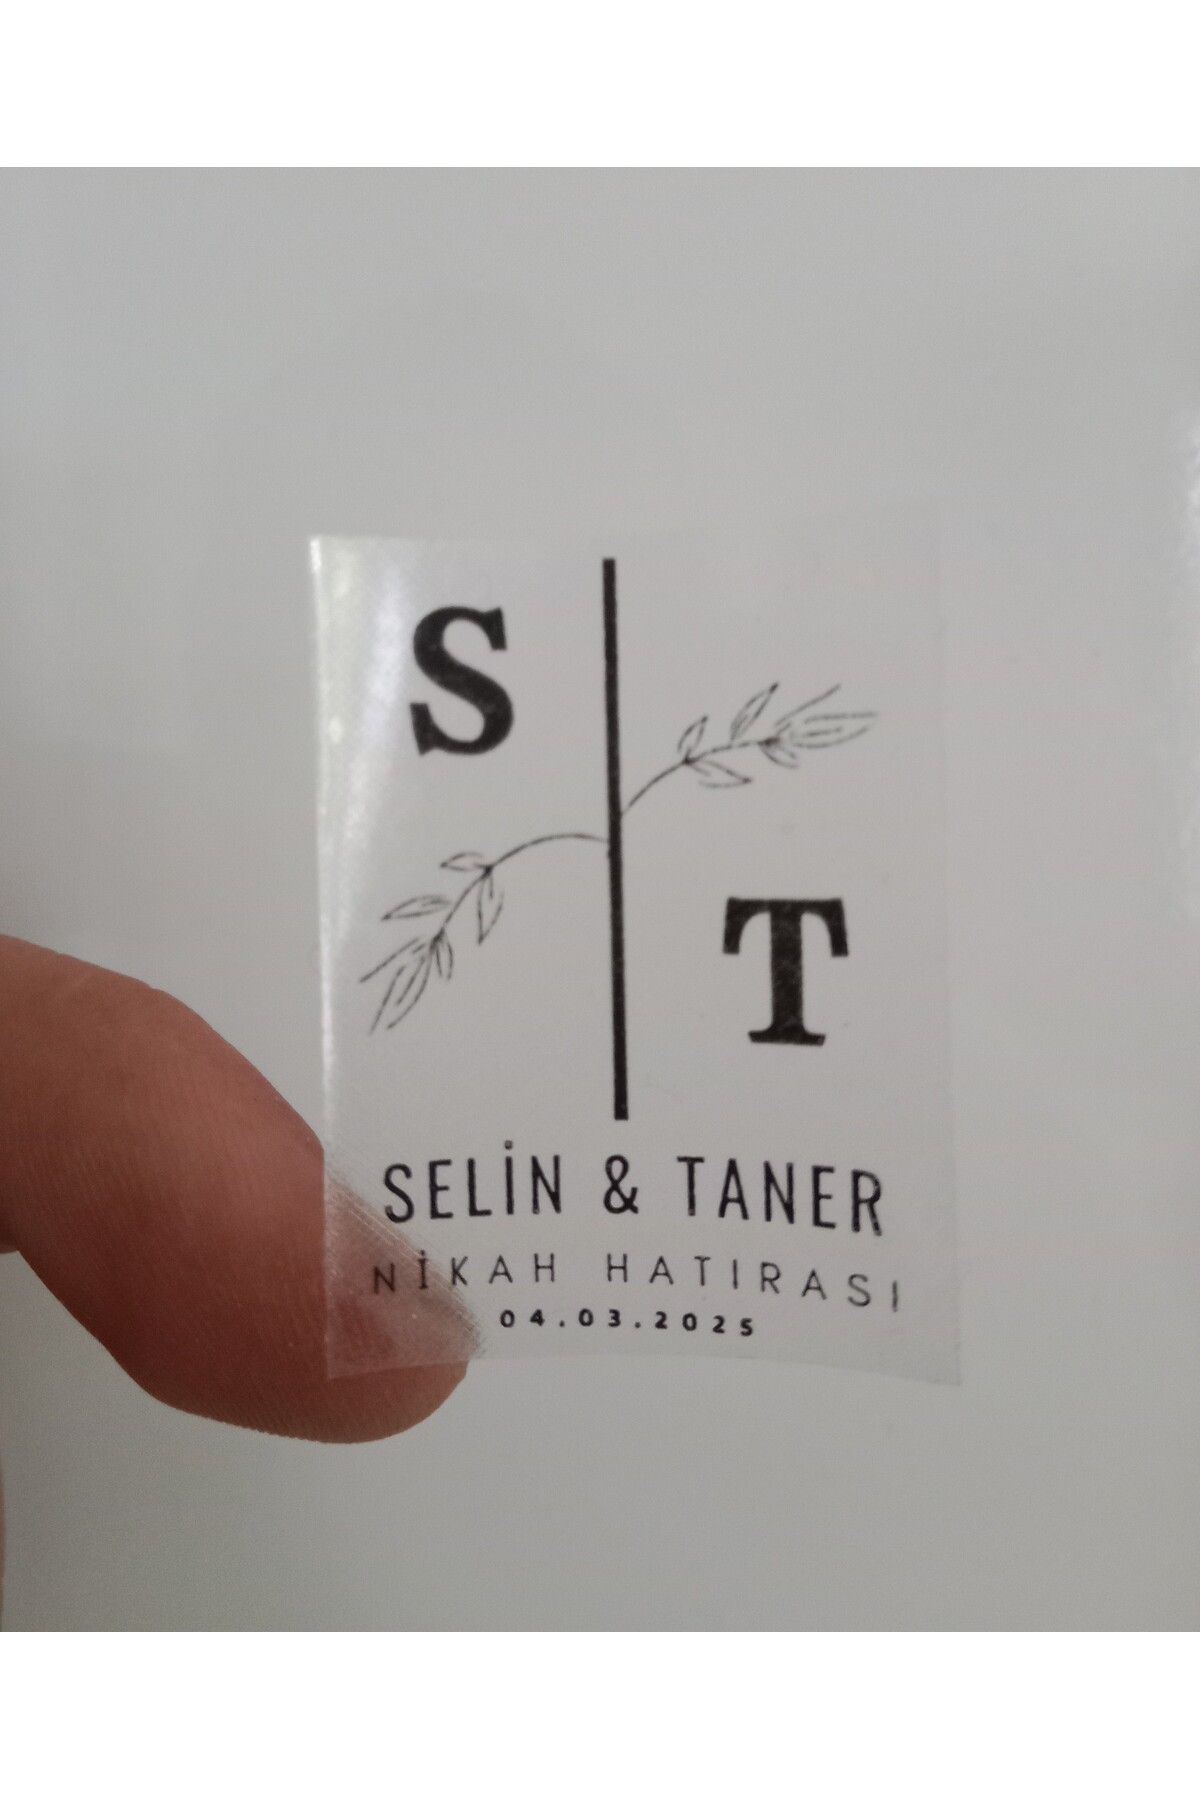 S
T
SELİN & TANER
NİKAH HATIRASI
04.03.2025